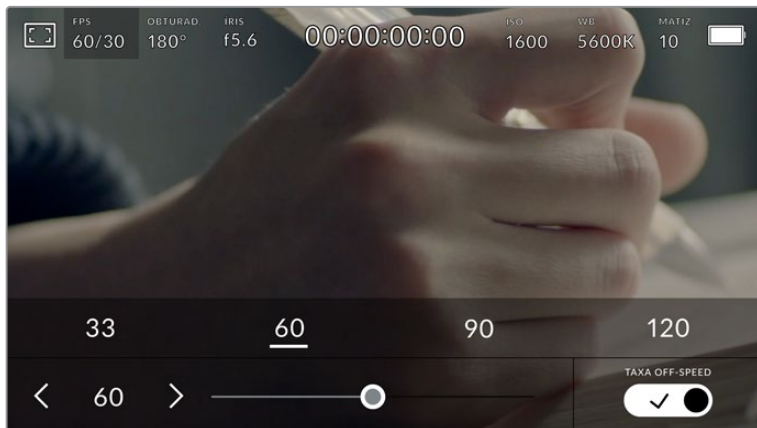 FPS OBTURAD IRIS ISO WB MATIZ
60/30 180° f5.6 00:00:00:00 1600 5600K 10
33 60 90 120
TAXA OFF-SPEED
60